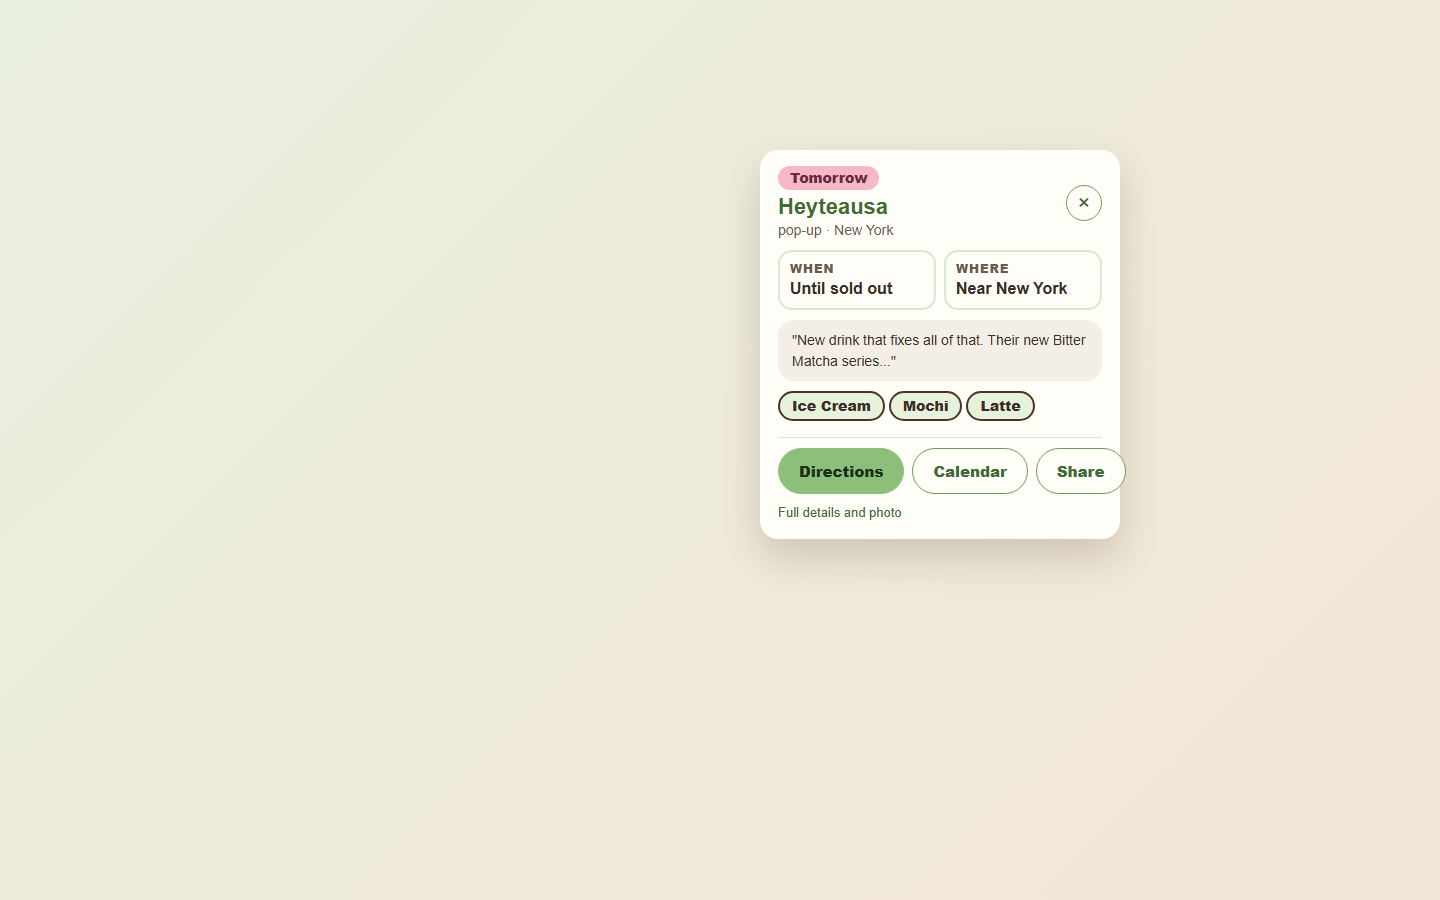 Tomorrow
Heyteausa
✕
pop-up · New York
WHEN
Until sold out
WHERE
Near New York
"New drink that fixes all of that. Their new Bitter
Matcha series..."
Ice Cream
Mochi
Latte
Directions
Calendar
Share
Full details and photo